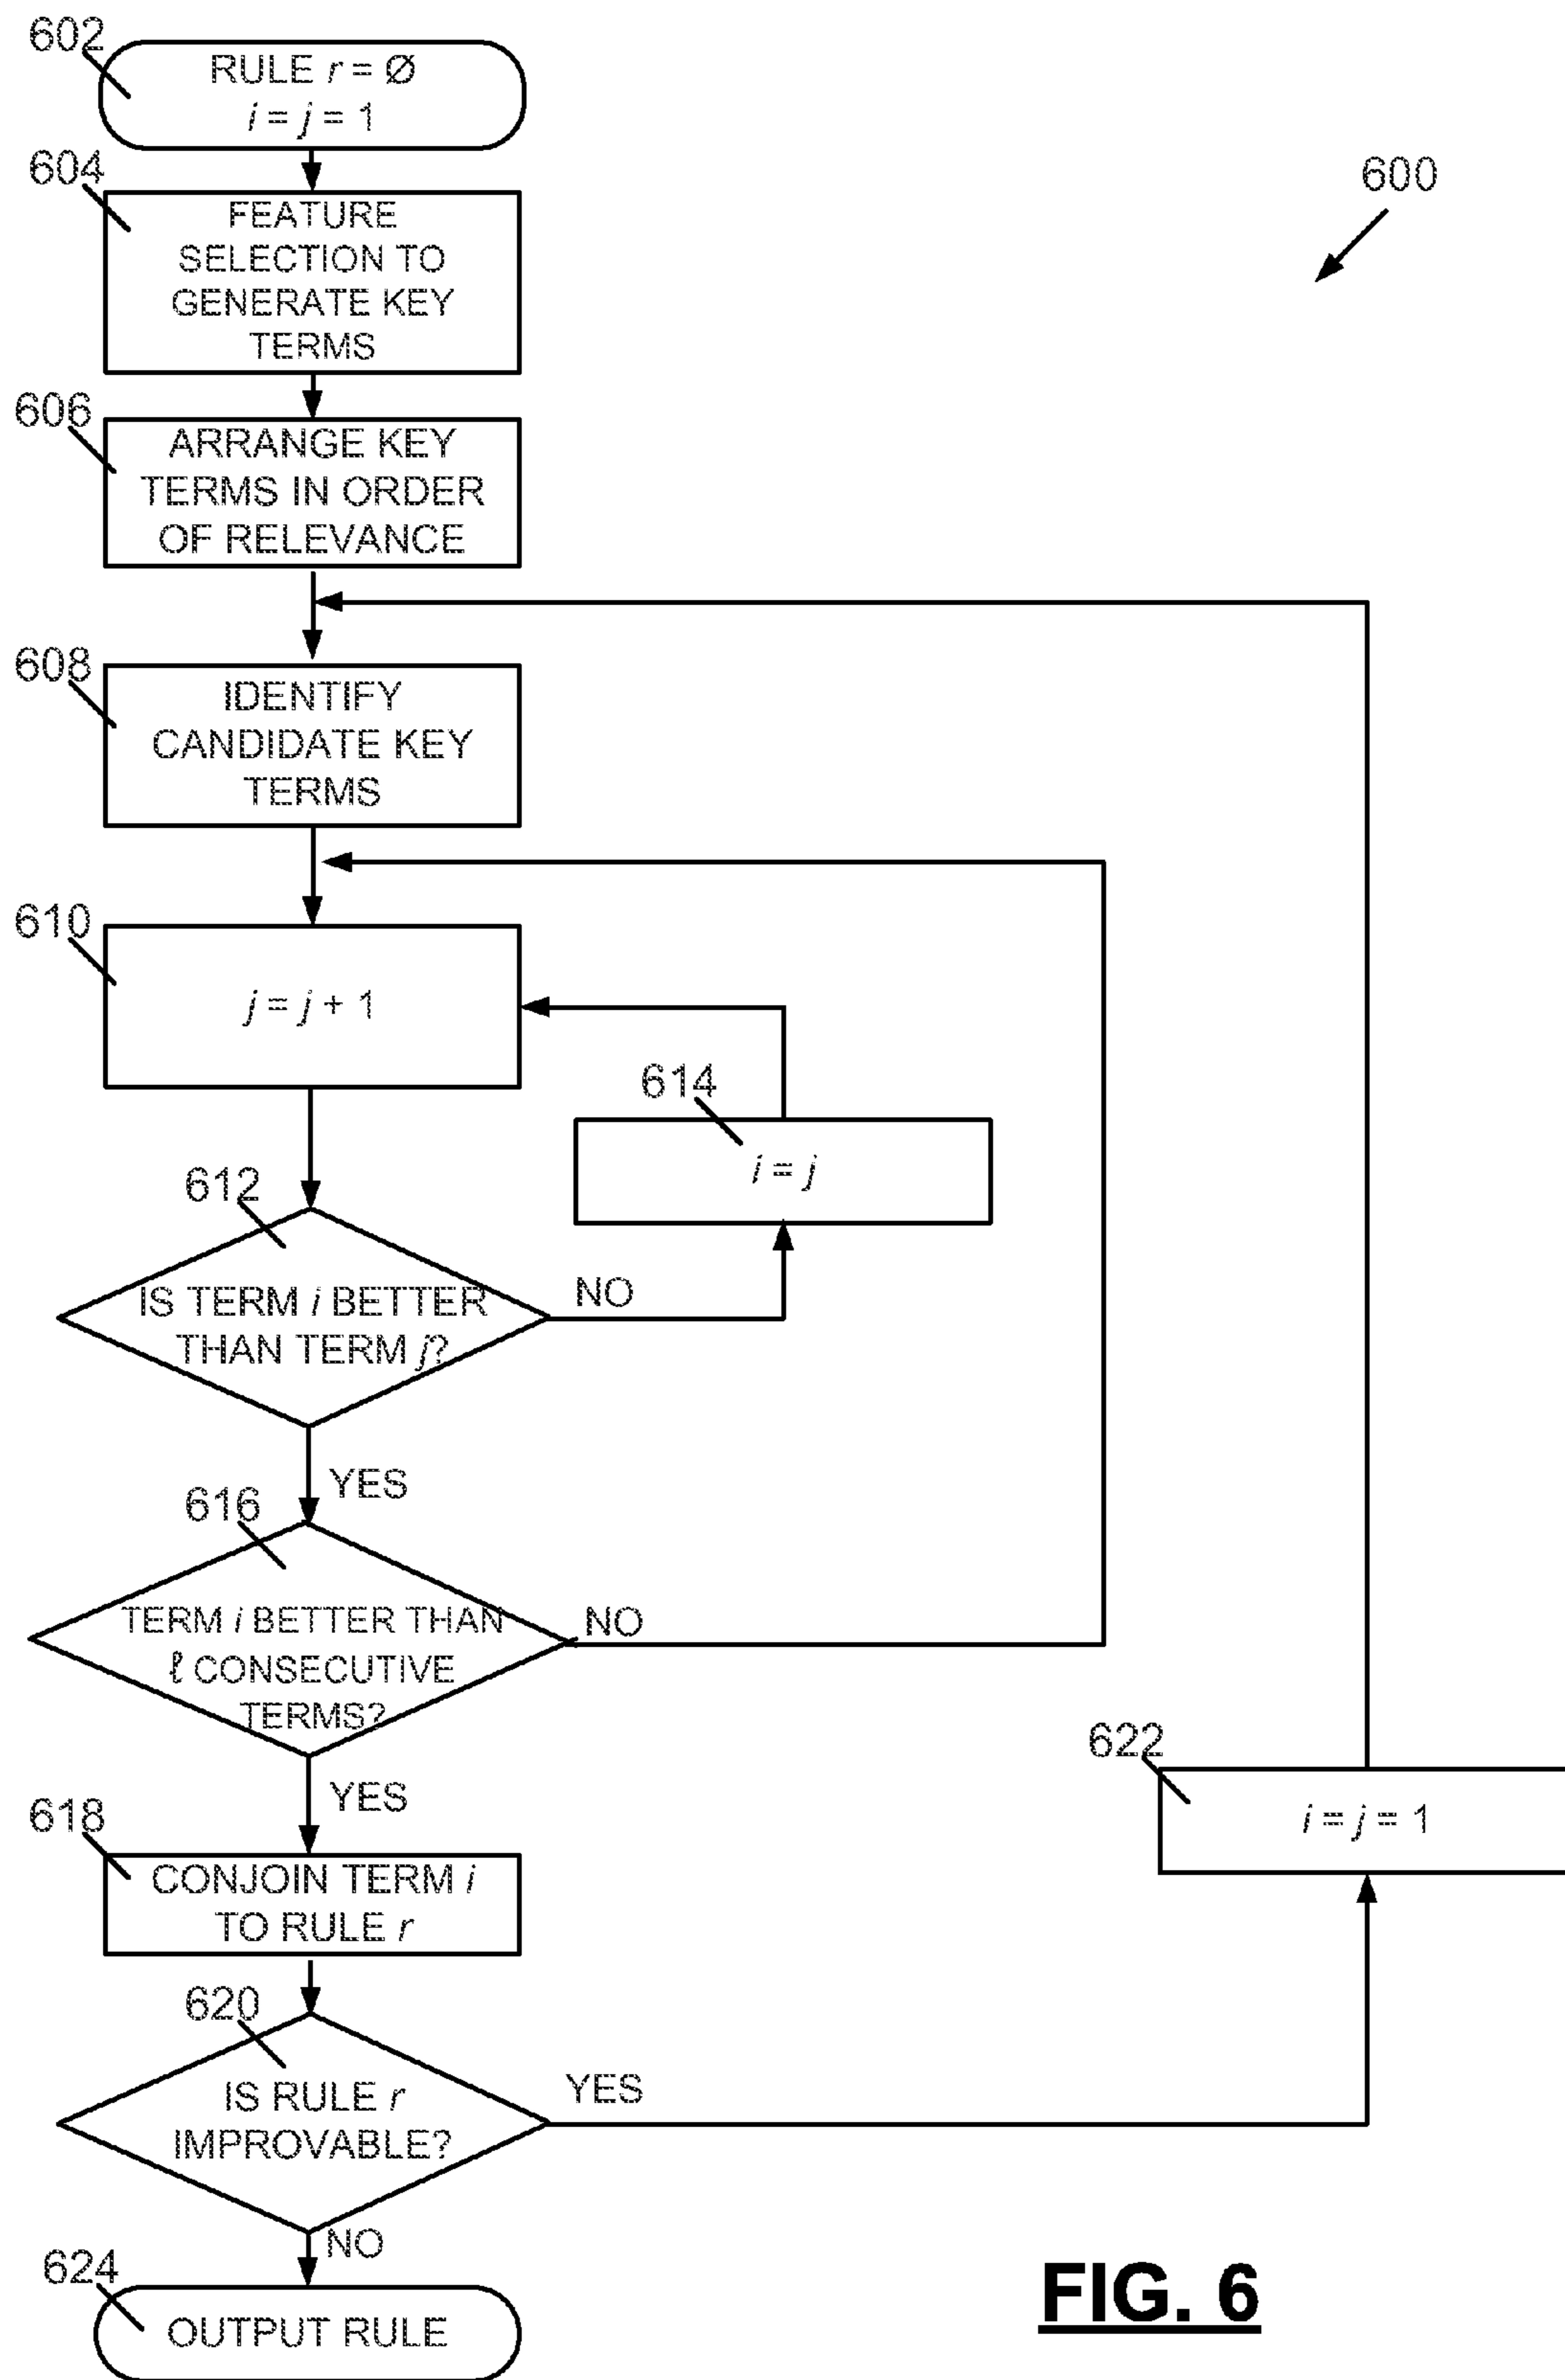 602
RULE r = Ø
i = j = 1
604
FEATURE
SELECTION TO
GENERATE KEY
TERMS
600
606
ARRANGE KEY
TERMS IN ORDER
OF RELEVANCE
608
IDENTIFY
CANDIDATE KEY
TERMS
610
j = j + 1
614
i = j
612
IS TERM i BETTER
THAN TERM j?
NO
YES
616
TERM i BETTER THAN
ℓ CONSECUTIVE
TERMS?
NO
YES
622
i = j = 1
618
CONJOIN TERM i
TO RULE r
620
IS RULE r
IMPROVABLE?
YES
NO
624
OUTPUT RULE
FIG. 6